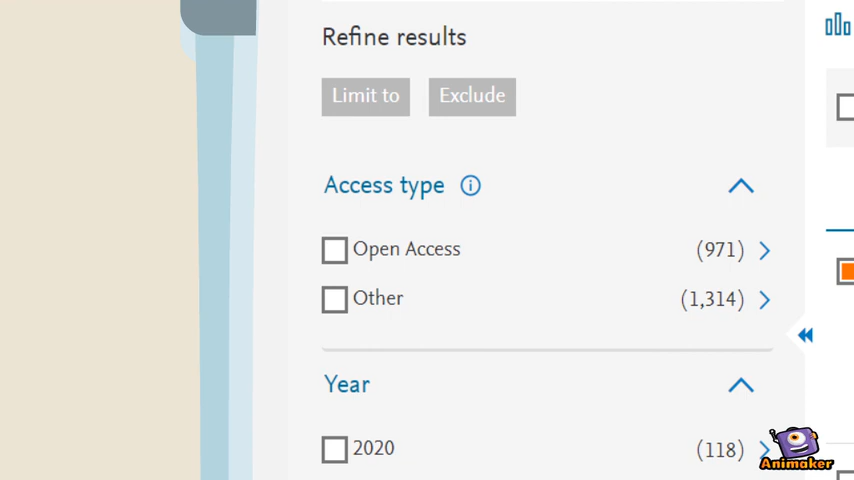 Refine results
Limit to Exclude
Access type
Open Access (971)
Other (1,314)
Year
2020 (118)
Animaker